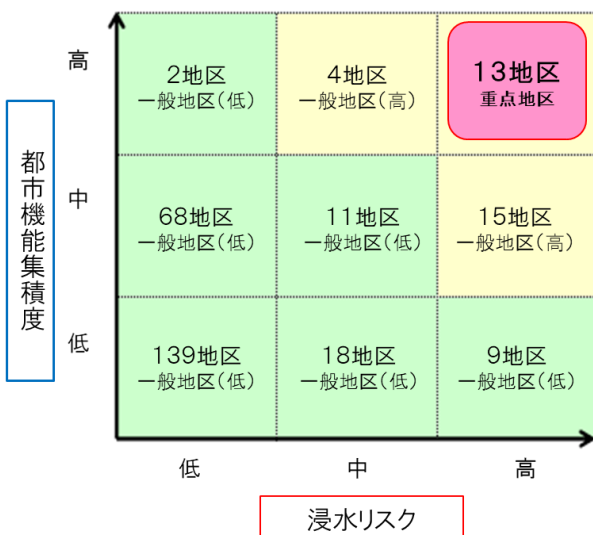 高
2地区
一般地区(低)
4地区
一般地区(高)
13地区
重点地区
都市機能集積度
中
68地区
一般地区(低)
11地区
一般地区(低)
15地区
一般地区(高)
低
139地区
一般地区(低)
18地区
一般地区(低)
9地区
一般地区(低)
低
中
高
浸水リスク